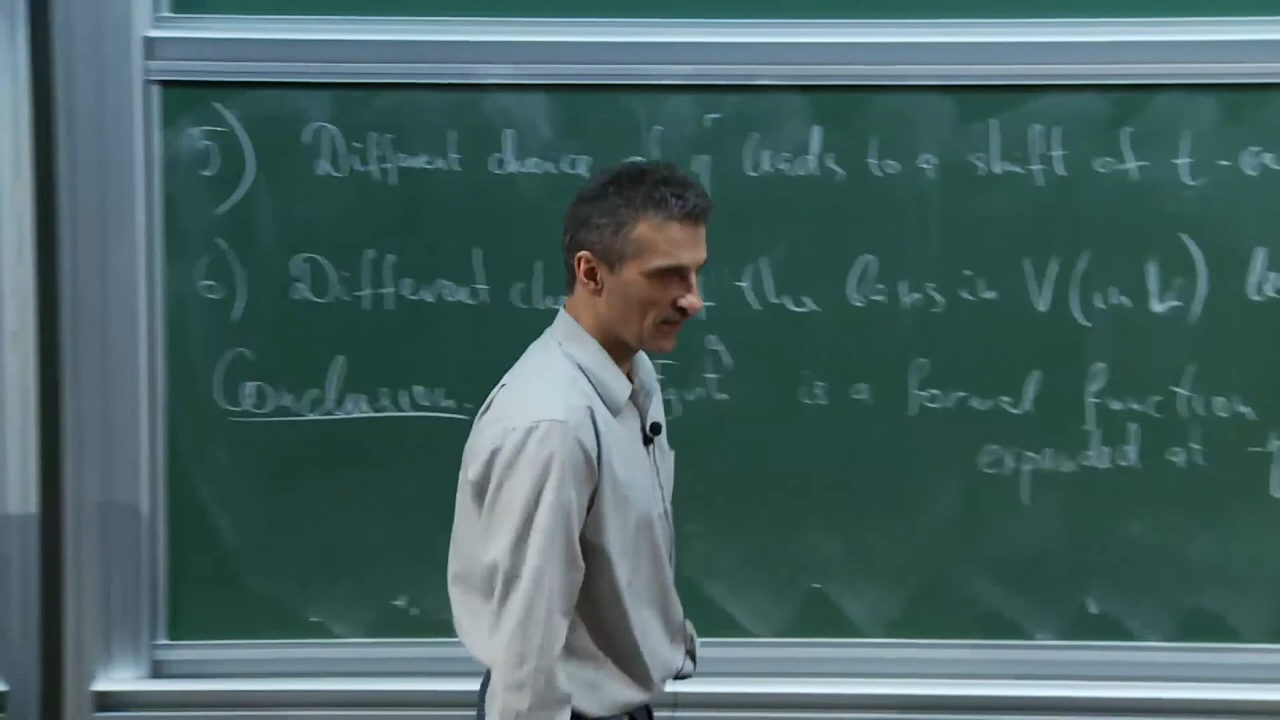 5) Different choice of η leads to a shift of t -
6) Different the basis in V (in k)
Conclusion. is a formal function
expanded at